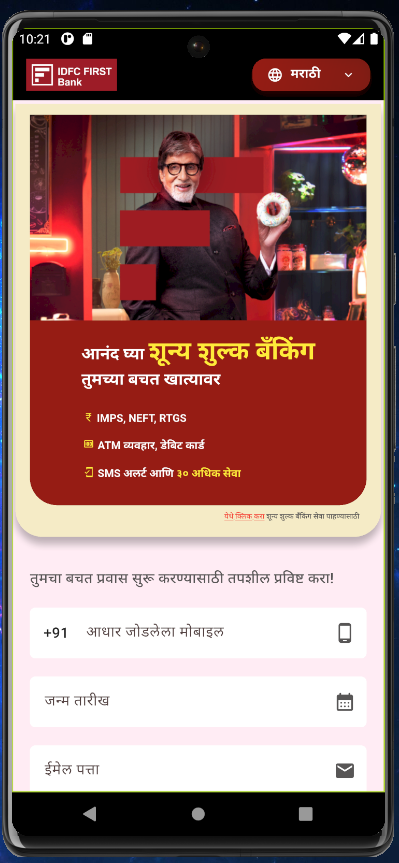 10:21
IDFC FIRST
Bank
मराठी
आनंद घ्या शून्य शुल्क बँकिंग
तुमच्या बचत खात्यावर
₹ IMPS, NEFT, RTGS
ATM व्यवहार, डेबिट कार्ड
SMS अलर्ट आणि ३० अधिक सेवा
येथे क्लिक करा शून्य शुल्क बँकिंग सेवा पाहण्यासाठी
तुमचा बचत प्रवास सुरू करण्यासाठी तपशील प्रविष्ट करा!
+91 आधार जोडलेला मोबाइल
जन्म तारीख
ईमेल पत्ता